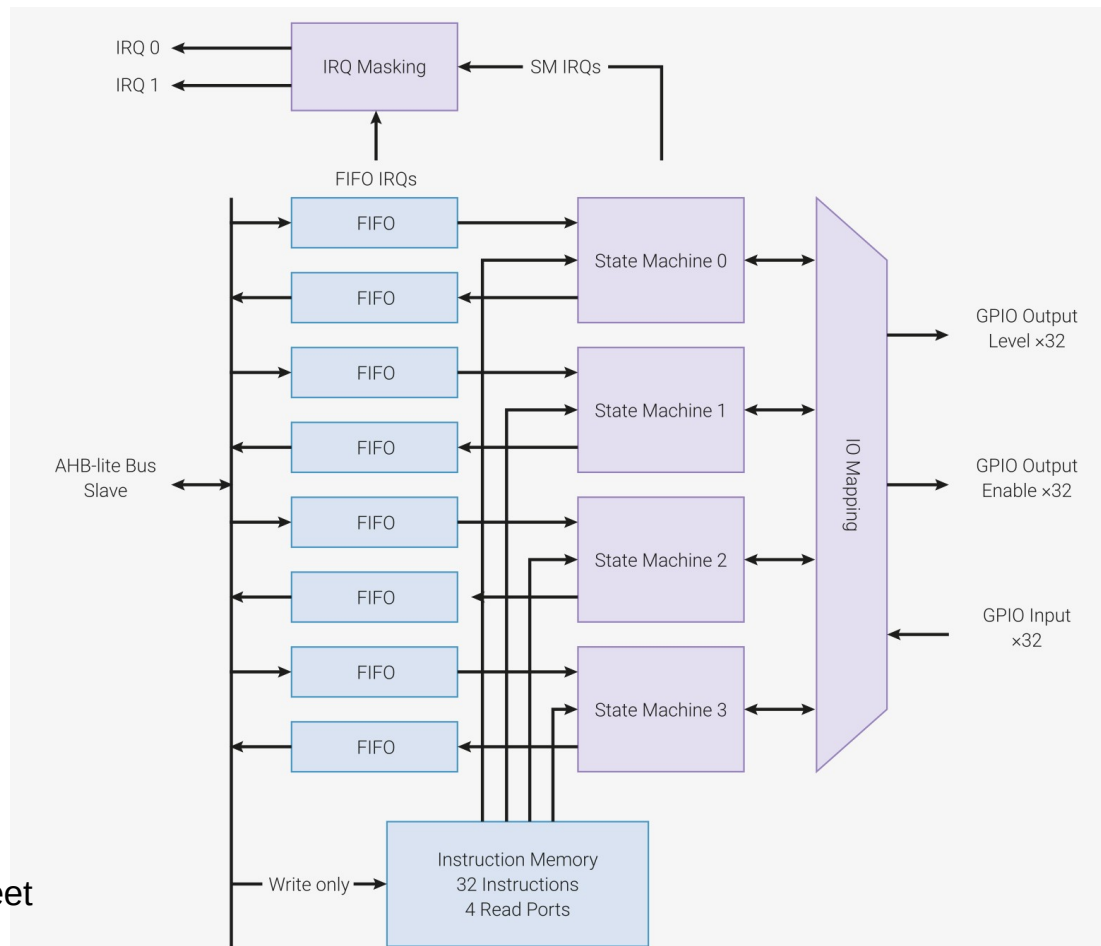 IRQ 0
IRQ 1
IRQ Masking
SM IRQs
FIFO IRQs
FIFO
State Machine 0
FIFO
FIFO
State Machine 1
FIFO
AHB-lite Bus
Slave
FIFO
State Machine 2
FIFO
FIFO
State Machine 3
FIFO
IO Mapping
GPIO Output
Level ×32
GPIO Output
Enable ×32
GPIO Input
×32
Write only
Instruction Memory
32 Instructions
4 Read Ports
eet